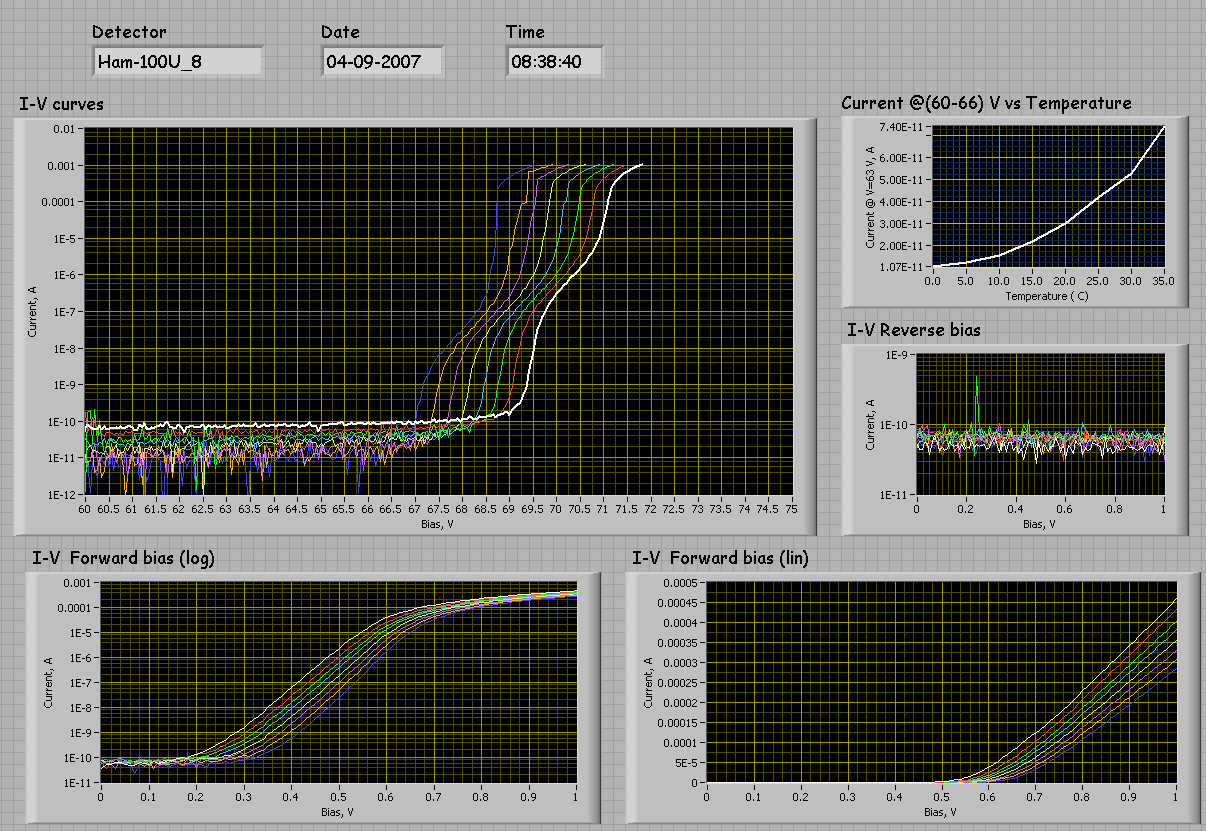 Detector Date Time
Ham-100U_8 04-09-2007 08:38:40
I-V curves
0.01
0.001
0.0001
1E-5
1E-6
1E-7
1E-8
1E-9
1E-10
1E-11
1E-12
Current, A
60 60.5 61 61.5 62 62.5 63 63.5 64 64.5 65 65.5 66 66.5 67 67.5 68 68.5 69 69.5 70 70.5 71 71.5 72 72.5 73 73.5 74 74.5 75
Bias, V
Current @(60-66) V vs Temperature
7.40E-11
6.00E-11
5.00E-11
4.00E-11
3.00E-11
2.00E-11
1.07E-11
Current @ V=63 V, A
0.0 5.0 10.0 15.0 20.0 25.0 30.0 35.0
Temperature ( C)
I-V Reverse bias
1E-9
1E-10
1E-11
Current, A
0 0.2 0.4 0.6 0.8 1
Bias, V
I-V Forward bias (log)
0.001
0.0001
1E-5
1E-6
1E-7
1E-8
1E-9
1E-10
1E-11
Current, A
0 0.1 0.2 0.3 0.4 0.5 0.6 0.7 0.8 0.9 1
Bias, V
I-V Forward bias (lin)
0.0005
0.00045
0.0004
0.00035
0.0003
0.00025
0.0002
0.00015
0.0001
5E-5
0
Current, A
0 0.1 0.2 0.3 0.4 0.5 0.6 0.7 0.8 0.9 1
Bias, V